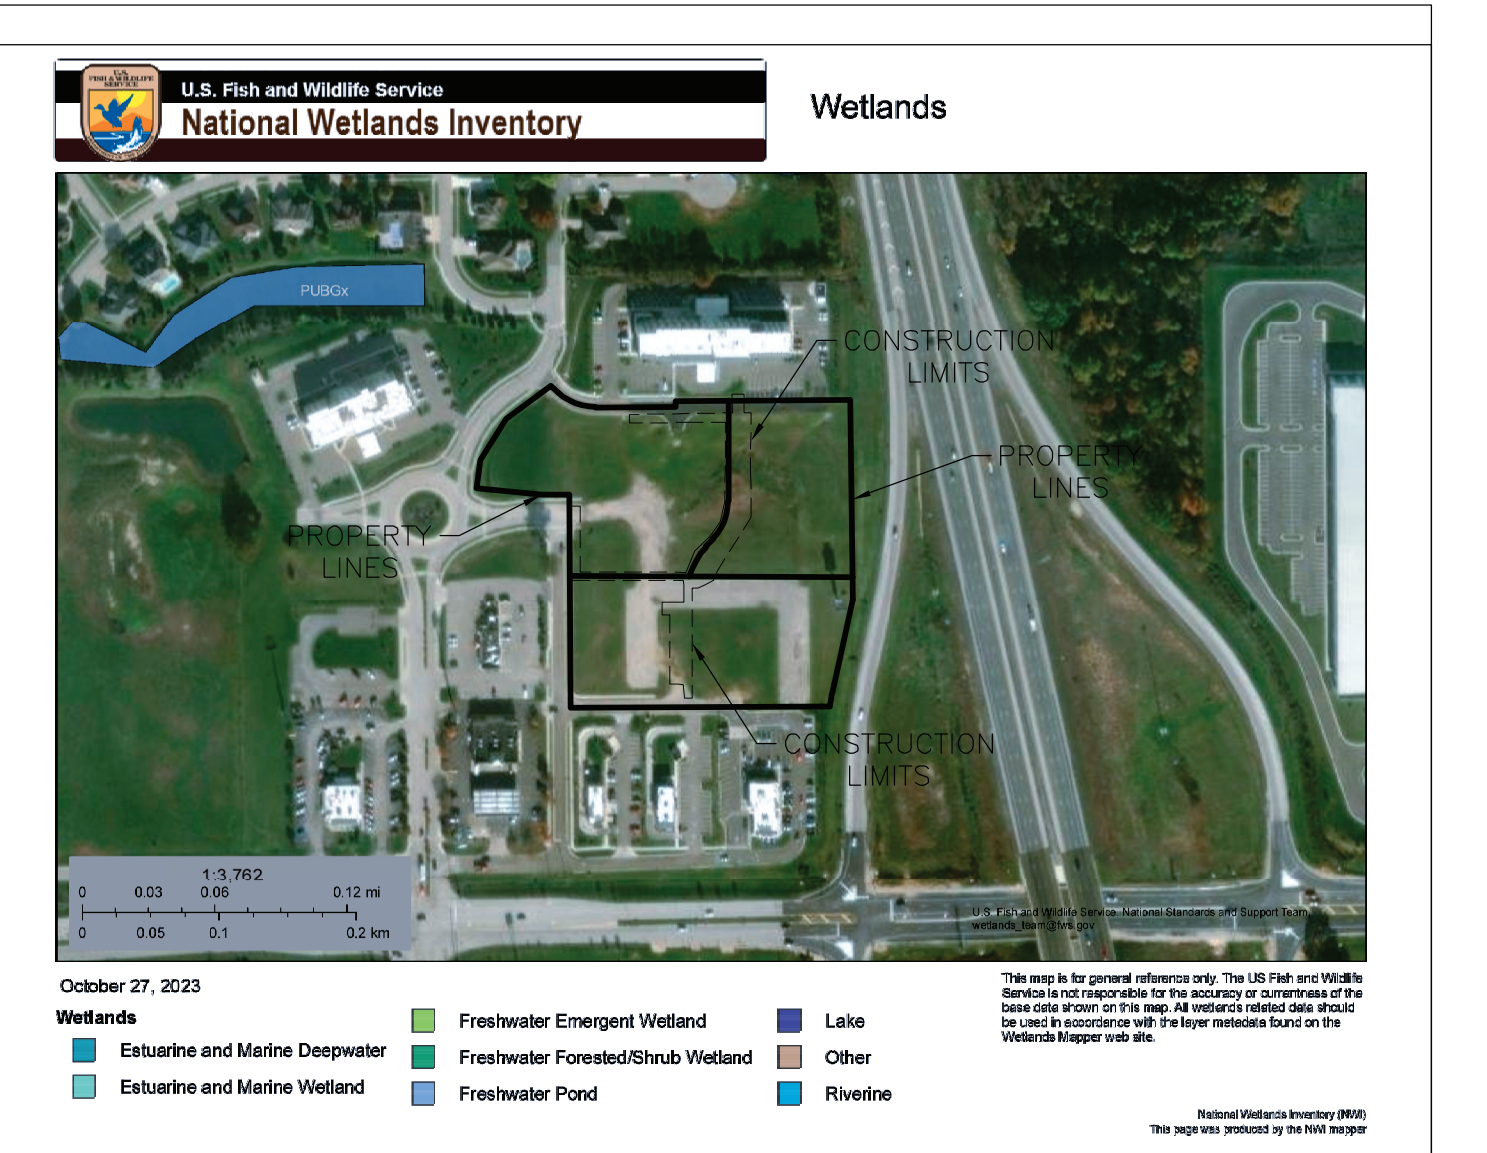 U.S.
FISH & WILDLIFE
SERVICE
U.S. Fish and Wildlife Service
National Wetlands Inventory
Wetlands
PUBGx
CONSTRUCTION
LIMITS
PROPERTY
LINES
PROPERTY
LINES
CONSTRUCTION
LIMITS
1:3,762
0 0.03 0.06 0.12 mi
0 0.05 0.1 0.2 km
U.S. Fish and Wildlife Service, National Standards and Support Team,
wetlands_team@fws.gov
October 27, 2023
Wetlands
Estuarine and Marine Deepwater
Estuarine and Marine Wetland
Freshwater Emergent Wetland
Freshwater Forested/Shrub Wetland
Freshwater Pond
Lake
Other
Riverine
This map is for general reference only. The US Fish and Wildlife
Service is not responsible for the accuracy or currentness of the
base data shown on this map. All wetlands related data should
be used in accordance with the layer metadata found on the
Wetlands Mapper web site.
National Wetlands Inventory (NWI)
This page was produced by the NWI mapper